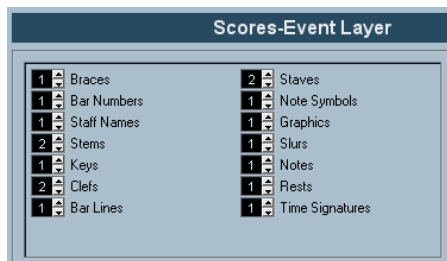 Scores-Event Layer
1 Braces
1 Bar Numbers
1 Staff Names
2 Stems
1 Keys
2 Clefs
1 Bar Lines
2 Staves
1 Note Symbols
1 Graphics
1 Slurs
1 Notes
1 Rests
1 Time Signatures